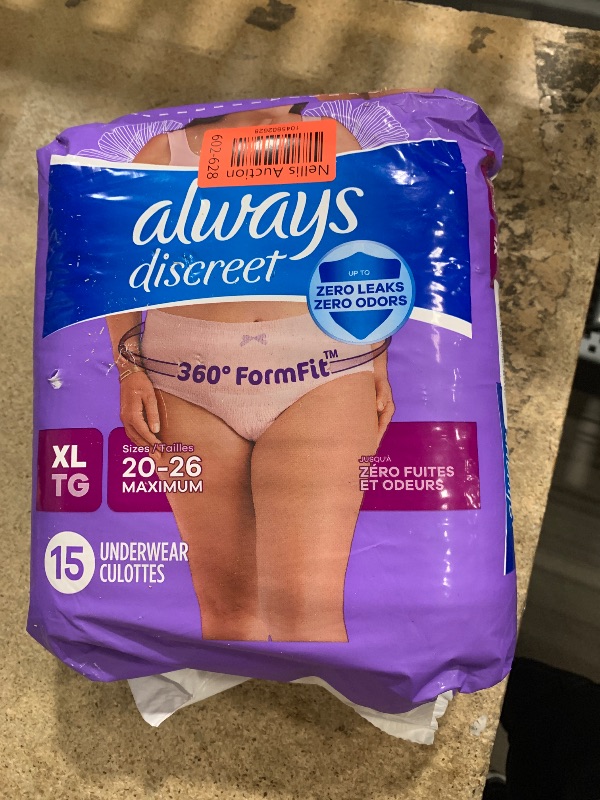 Nellis Auction
1045802628
602-628
always
discreet
UP TO
ZERO LEAKS
ZERO ODORS
360° FormFit™
XL
TG
Sizes / Tailles
20-26
MAXIMUM
JUSQU'À
ZÉRO FUITES
ET ODEURS
15
UNDERWEAR
CULOTTES